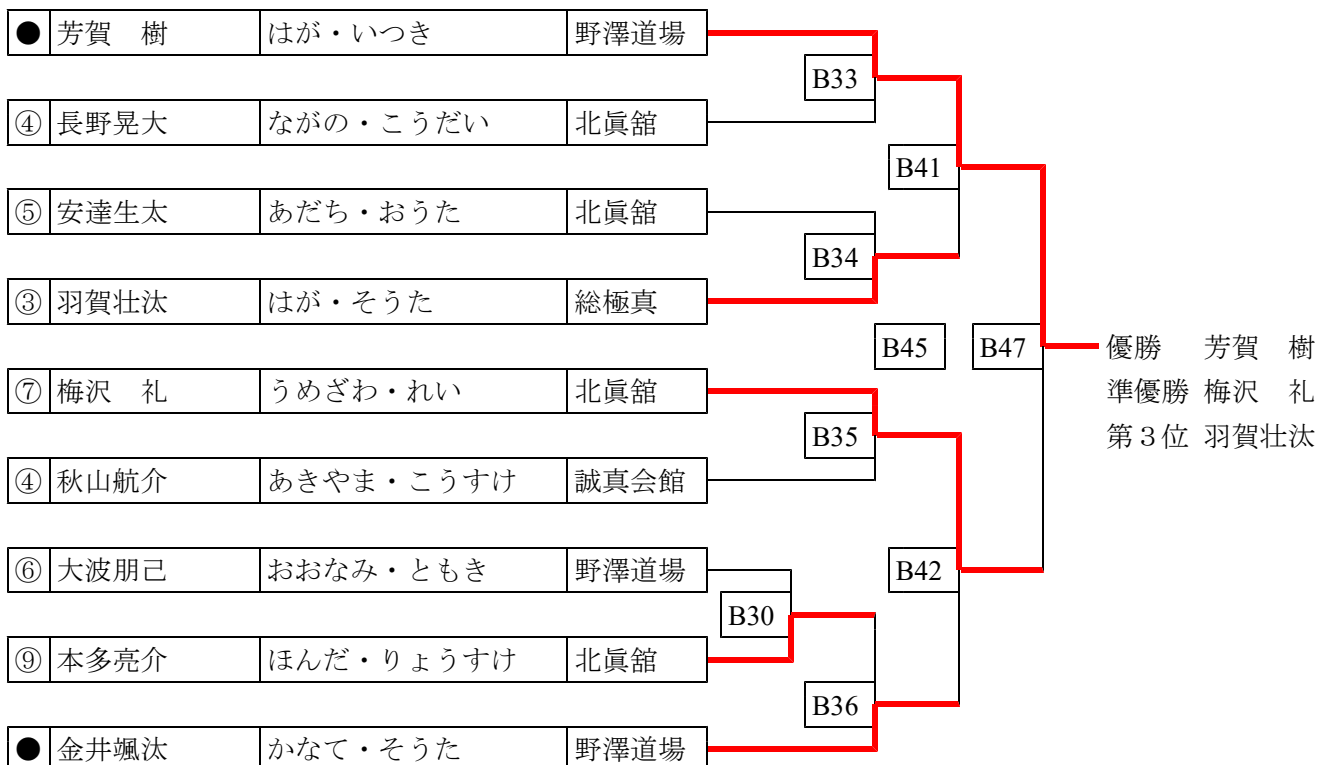 ● 芳賀 樹 はが・いつき 野澤道場
B33
④ 長野晃大 ながの・こうだい 北眞舘
B41
⑤ 安達生太 あだち・おうた 北眞舘
B34
③ 羽賀壮汰 はが・そうた 総極真
B45 B47 優勝 芳賀 樹
⑦ 梅沢 礼 うめざわ・れい 北眞舘
準優勝 梅沢 礼
B35
第3位 羽賀壮汰
④ 秋山航介 あきやま・こうすけ 誠真会館
⑥ 大波朋己 おおなみ・ともき 野澤道場
B42
B30
⑨ 本多亮介 ほんだ・りょうすけ 北眞舘
B36
● 金井颯汰 かなて・そうた 野澤道場